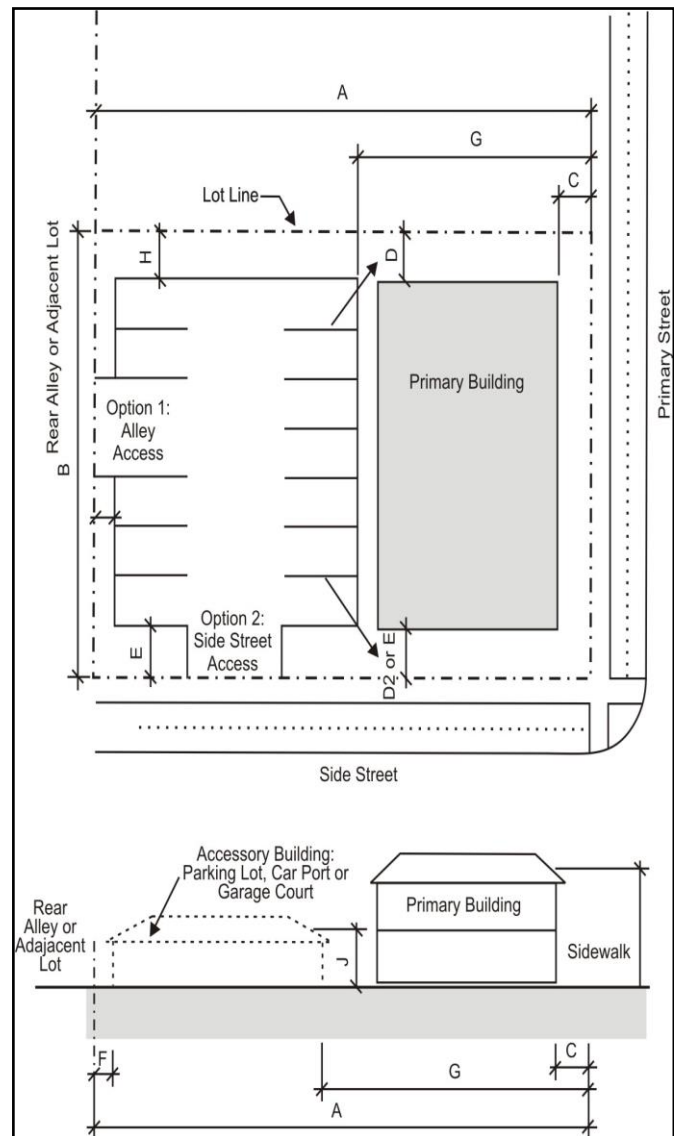 A
G
C
Lot Line
H
D
Rear Alley or Adjacent Lot
B
Primary Street
Option 1:
Alley
Access
Primary Building
Option 2:
Side Street
Access
E
D2 or E
Side Street
Accessory Building:
Parking Lot, Car Port or
Garage Court
Rear
Alley or
Adajacent
Lot
Primary Building
Sidewalk
J
F
C
G
A